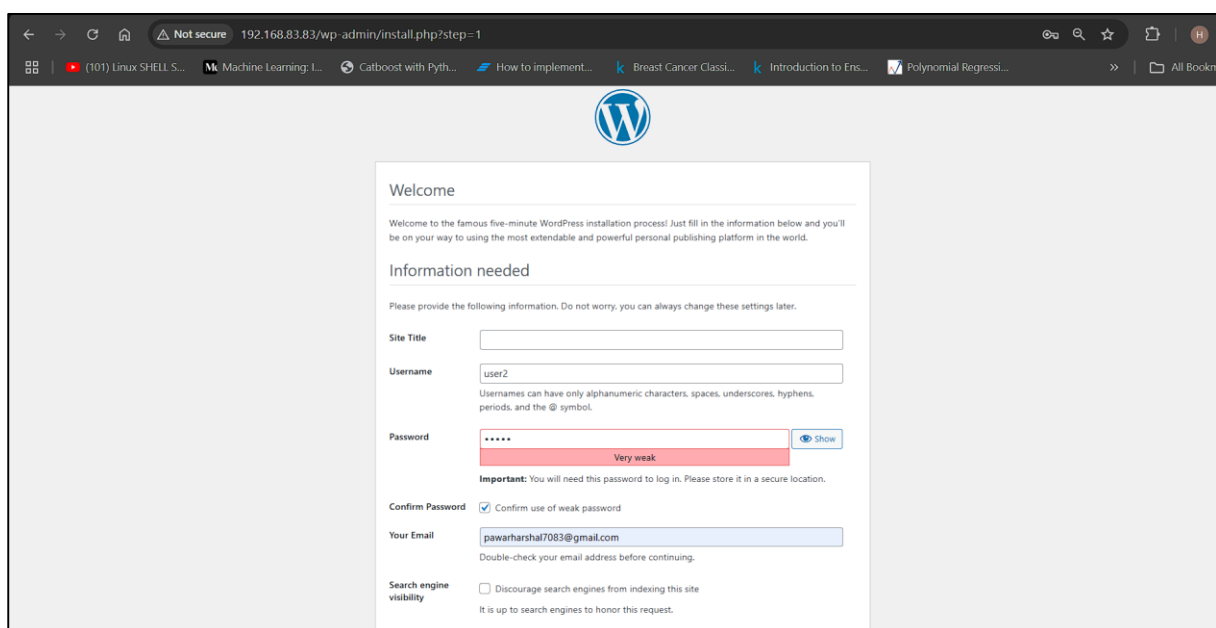 Not secure 192.168.83.83/wp-admin/install.php?step=1
H
(101) Linux SHELL S... Machine Learning: I... Catboost with Pyth... How to implement... k Breast Cancer Classi... k Introduction to Ens... Polynomial Regressi... » All Bookm
W
Welcome
Welcome to the famous five-minute WordPress installation process! Just fill in the information below and you'll
be on your way to using the most extendable and powerful personal publishing platform in the world.
Information needed
Please provide the following information. Do not worry, you can always change these settings later.
Site Title
Username user2
Usernames can have only alphanumeric characters, spaces, underscores, hyphens,
periods, and the @ symbol.
Password ••••• Show
Very weak
Important: You will need this password to log in. Please store it in a secure location.
Confirm Password Confirm use of weak password
Your Email pawarharshal7083@gmail.com
Double-check your email address before continuing.
Search engine
visibility
Discourage search engines from indexing this site
It is up to search engines to honor this request.